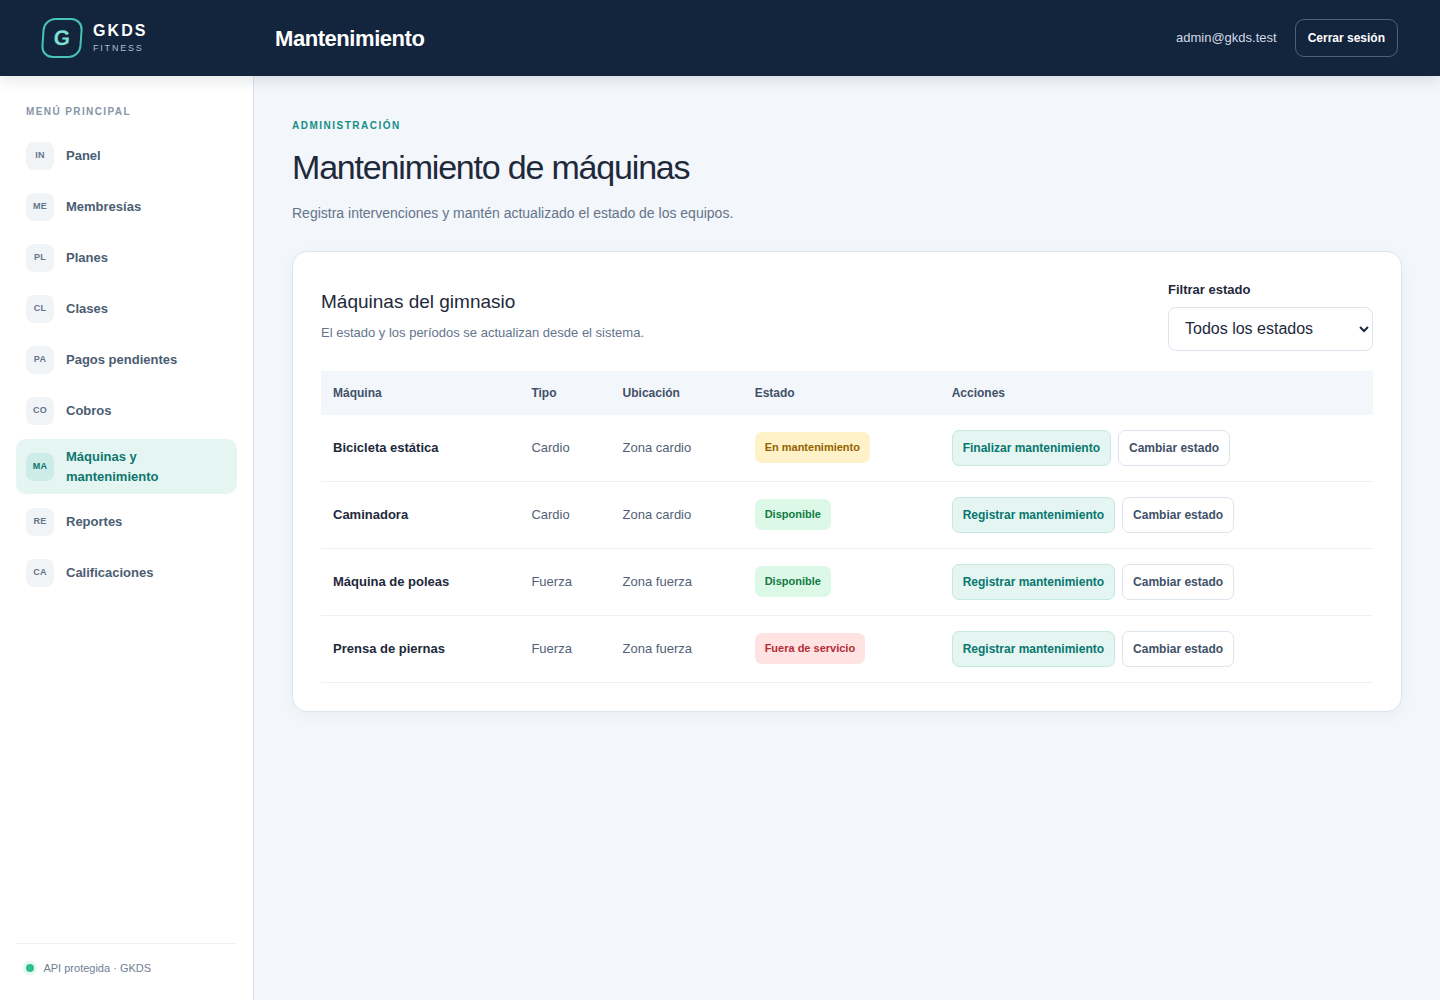 G
GKDS
FITNESS
Mantenimiento
admin@gkds.test
Cerrar sesión
MENÚ PRINCIPAL
IN Panel
ME Membresías
PL Planes
CL Clases
PA Pagos pendientes
CO Cobros
MA Máquinas y
mantenimiento
RE Reportes
CA Calificaciones
API protegida · GKDS
ADMINISTRACIÓN
Mantenimiento de máquinas
Registra intervenciones y mantén actualizado el estado de los equipos.
Máquinas del gimnasio
El estado y los períodos se actualizan desde el sistema.
Filtrar estado
Todos los estados
Máquina Tipo Ubicación Estado Acciones
Bicicleta estática Cardio Zona cardio En mantenimiento Finalizar mantenimiento Cambiar estado
Caminadora Cardio Zona cardio Disponible Registrar mantenimiento Cambiar estado
Máquina de poleas Fuerza Zona fuerza Disponible Registrar mantenimiento Cambiar estado
Prensa de piernas Fuerza Zona fuerza Fuera de servicio Registrar mantenimiento Cambiar estado